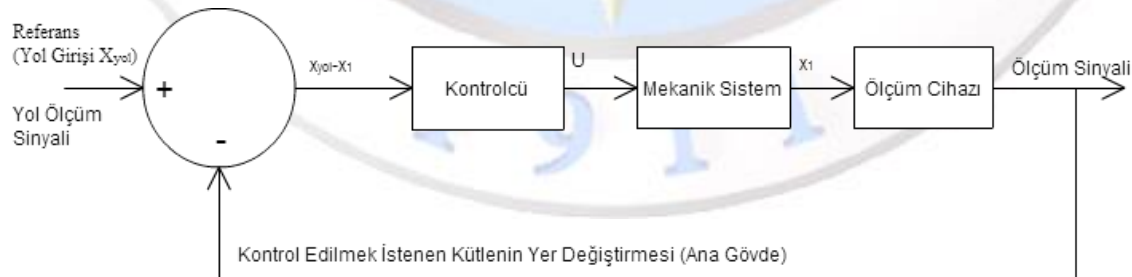 Referans
(Yol Girişi Xyol)
+
Yol Ölçüm
Sinyali
-
Xyol-X1
Kontrolcü
U
Mekanik Sistem
X1
Ölçüm Cihazı
Ölçüm Sinyali
1911
Kontrol Edilmek İstenen Kütlenin Yer Değiştirmesi (Ana Gövde)